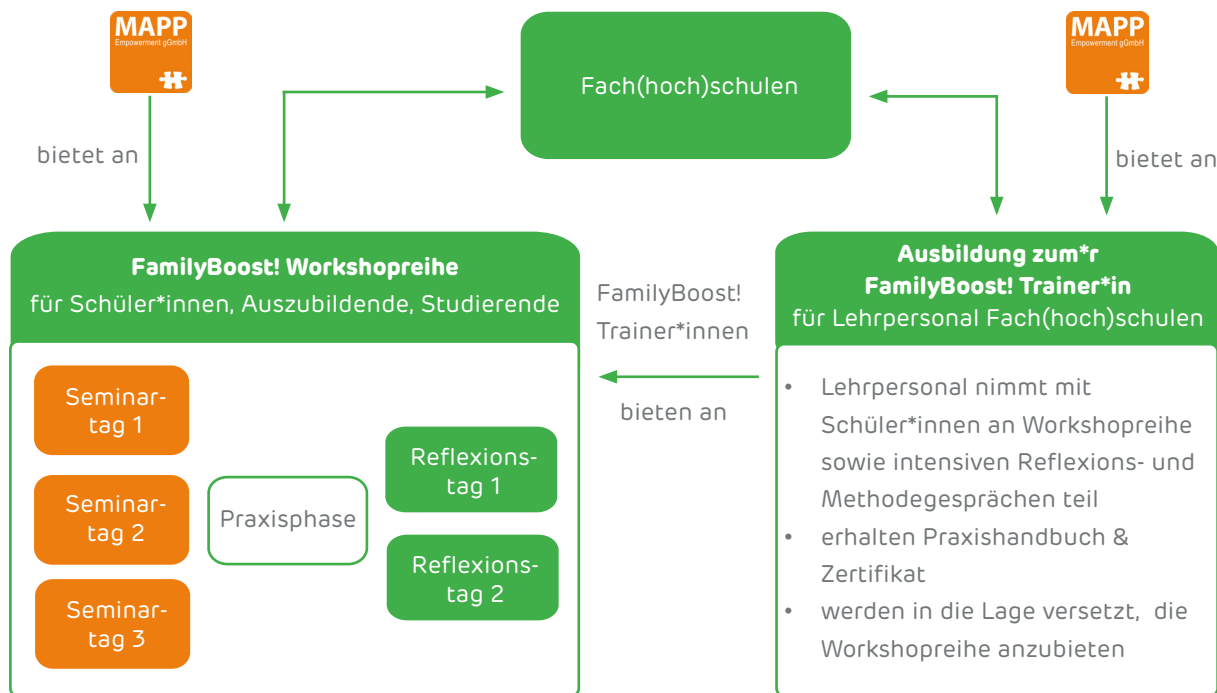 MAPP
Empowerment gGmbH
bietet an
Fach(hoch)schulen
MAPP
Empowerment gGmbH
bietet an
FamilyBoost! Workshopreihe
für Schüler*innen, Auszubildende, Studierende
Seminar-
tag 1
Seminar-
tag 2
Seminar-
tag 3
Praxisphase
Reflexions-
tag 1
Reflexions-
tag 2
FamilyBoost!
Trainer*innen
bieten an
Ausbildung zum*r
FamilyBoost! Trainer*in
für Lehrpersonal Fach(hoch)schulen
• Lehrpersonal nimmt mit
Schüler*innen an Workshopreihe
sowie intensiven Reflexions- und
Methodegesprächen teil
• erhalten Praxishandbuch &
Zertifikat
• werden in die Lage versetzt, die
Workshopreihe anzubieten